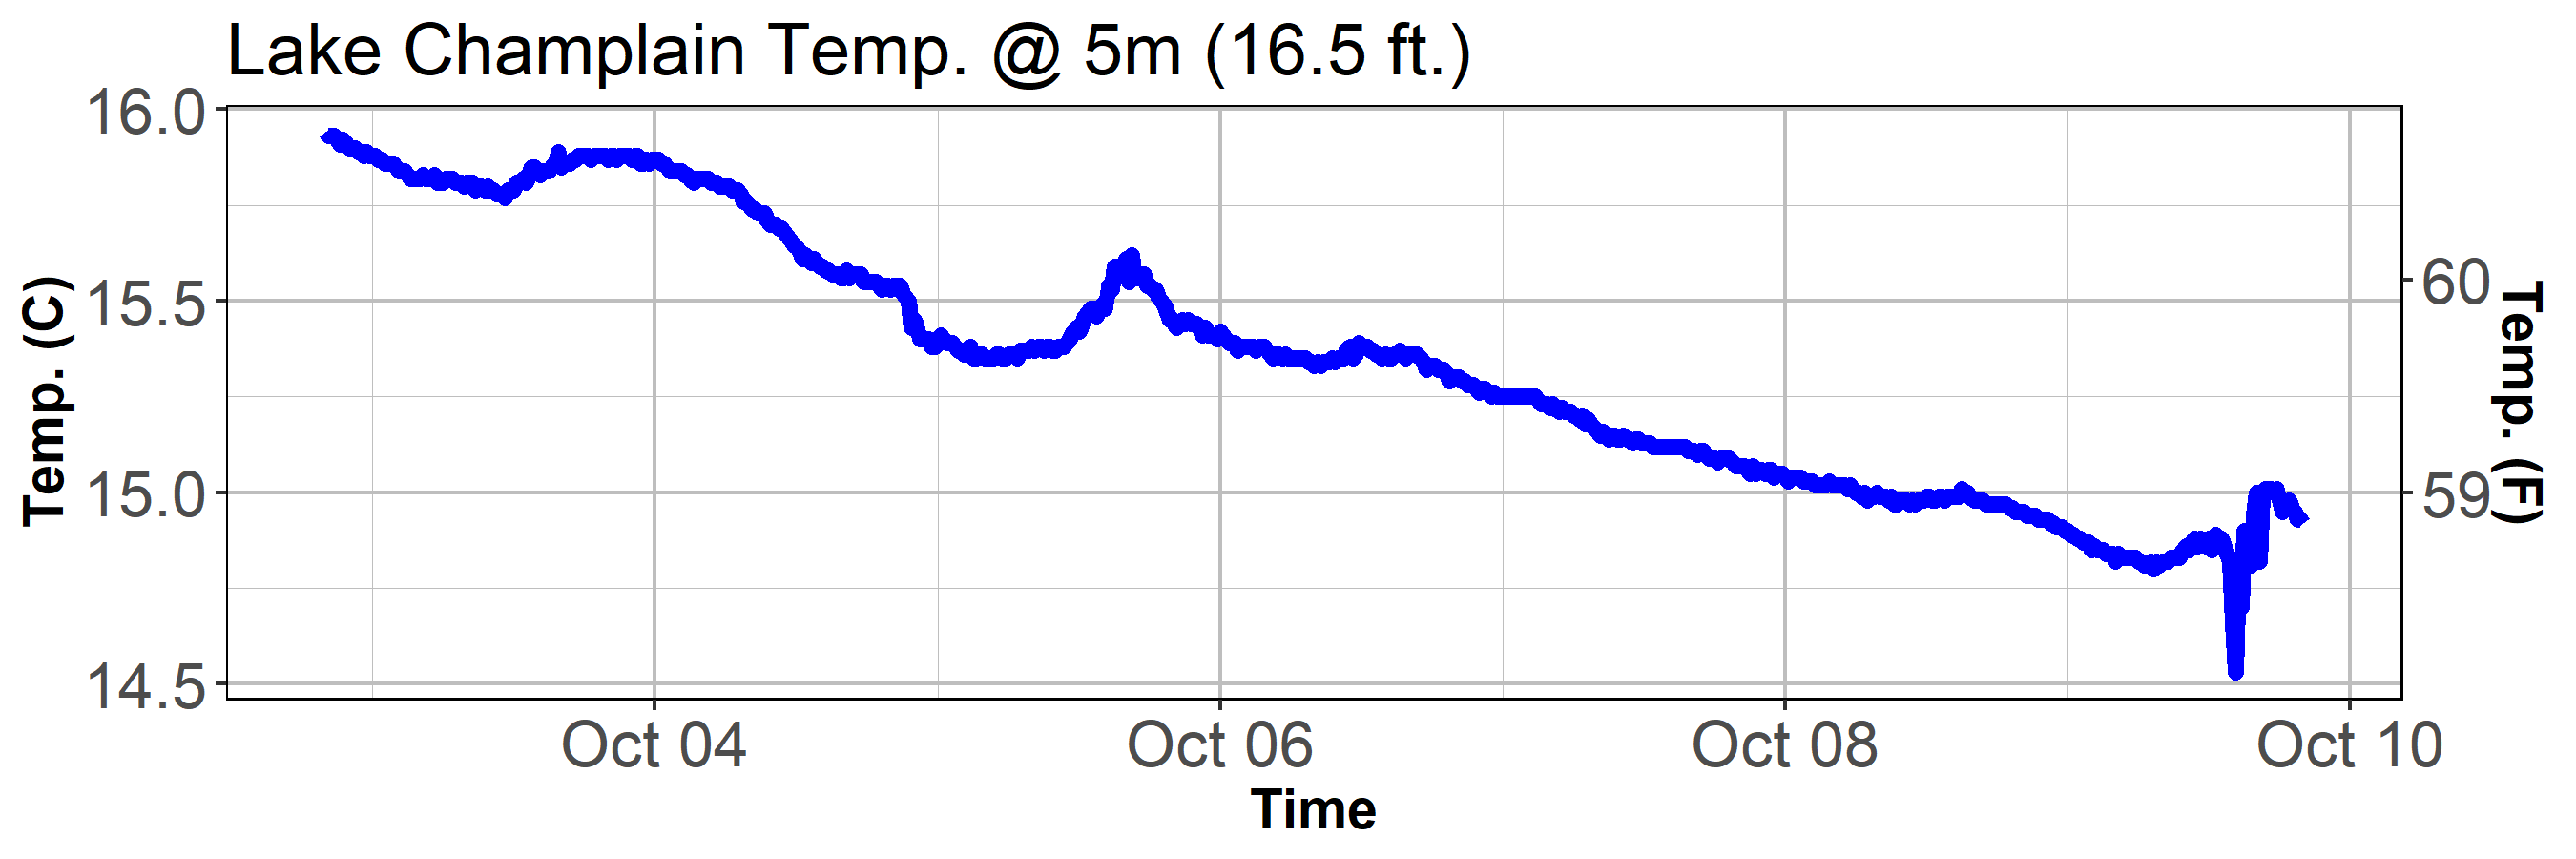 Lake Champlain Temp. @ 5m (16.5 ft.)
16.0
15.5
15.0
14.5
Temp. (C)
60
59
Temp. (F)
Oct 04
Oct 06
Oct 08
Oct 10
Time